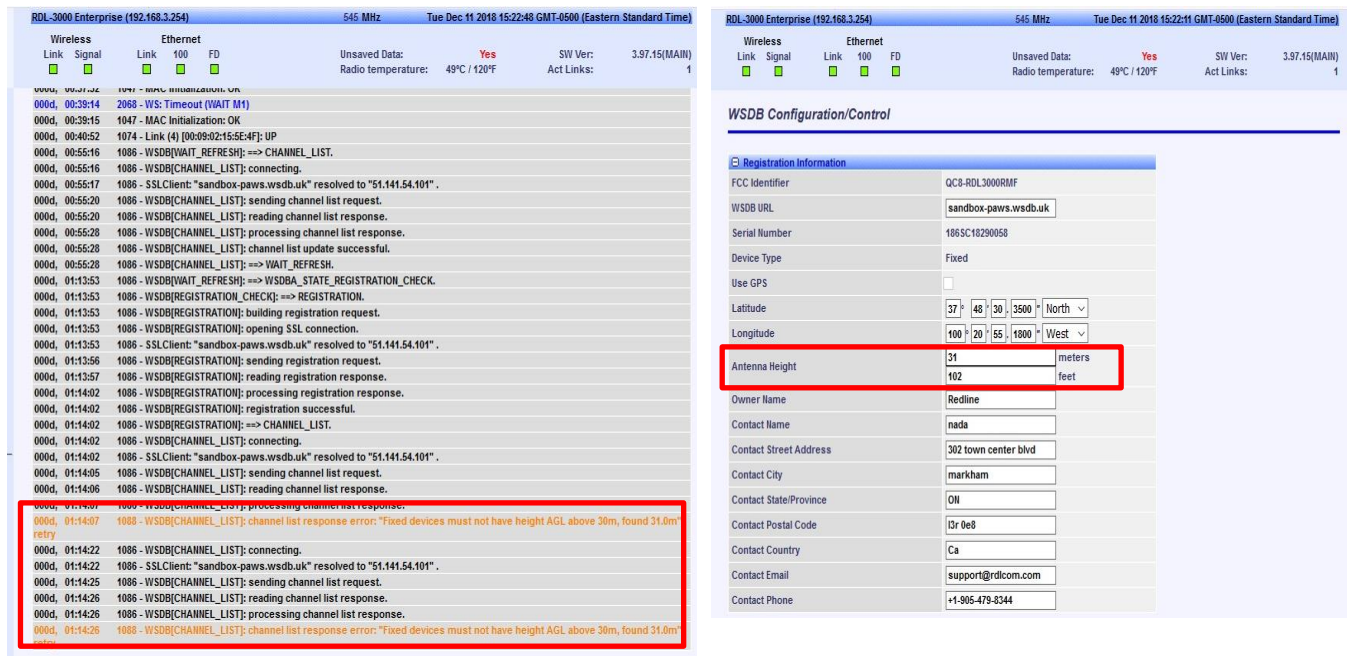 RDL-3000 Enterprise (192.168.3.254) 545 MHz Tue Dec 11 2018 15:22:48 GMT-0500 (Eastern Standard Time)
Wireless Ethernet
Link Signal Link 100 FD Unsaved Data: Yes SW Ver: 3.97.15(MAIN)
Radio temperature: 49ºC / 120ºF Act Links: 1
000d, 00:37:52 1047 - MAC Initialization: OK
000d, 00:39:14 2068 - WS: Timeout (WAIT M1)
000d, 00:39:15 1047 - MAC Initialization: OK
000d, 00:40:52 1074 - Link (4) [00:09:02:15:5E:4F]: UP
000d, 00:55:16 1086 - WSDB[WAIT_REFRESH]: ==> CHANNEL_LIST.
000d, 00:55:16 1086 - WSDB[CHANNEL_LIST]: connecting.
000d, 00:55:17 1086 - SSLClient: "sandbox-paws.wsdb.uk" resolved to "51.141.54.101" .
000d, 00:55:20 1086 - WSDB[CHANNEL_LIST]: sending channel list request.
000d, 00:55:20 1086 - WSDB[CHANNEL_LIST]: reading channel list response.
000d, 00:55:28 1086 - WSDB[CHANNEL_LIST]: processing channel list response.
000d, 00:55:28 1086 - WSDB[CHANNEL_LIST]: channel list update successful.
000d, 00:55:28 1086 - WSDB[CHANNEL_LIST]: ==> WAIT_REFRESH.
000d, 01:13:53 1086 - WSDB[WAIT_REFRESH]: ==> WSDBA_STATE_REGISTRATION_CHECK.
000d, 01:13:53 1086 - WSDB[REGISTRATION_CHECK]: ==> REGISTRATION.
000d, 01:13:53 1086 - WSDB[REGISTRATION]: building registration request.
000d, 01:13:53 1086 - WSDB[REGISTRATION]: opening SSL connection.
000d, 01:13:53 1086 - SSLClient: "sandbox-paws.wsdb.uk" resolved to "51.141.54.101" .
000d, 01:13:56 1086 - WSDB[REGISTRATION]: sending registration request.
000d, 01:13:57 1086 - WSDB[REGISTRATION]: reading registration response.
000d, 01:14:02 1086 - WSDB[REGISTRATION]: processing registration response.
000d, 01:14:02 1086 - WSDB[REGISTRATION]: registration successful.
000d, 01:14:02 1086 - WSDB[REGISTRATION]: ==> CHANNEL_LIST.
000d, 01:14:02 1086 - WSDB[CHANNEL_LIST]: connecting.
000d, 01:14:02 1086 - SSLClient: "sandbox-paws.wsdb.uk" resolved to "51.141.54.101" .
000d, 01:14:05 1086 - WSDB[CHANNEL_LIST]: sending channel list request.
000d, 01:14:06 1086 - WSDB[CHANNEL_LIST]: reading channel list response.
000d, 01:14:07 1086 - WSDB[CHANNEL_LIST]: processing channel list response.
000d, 01:14:07 1088 - WSDB[CHANNEL_LIST]: channel list response error: "Fixed devices must not have height AGL above 30m, found 31.0m"
retry
000d, 01:14:22 1086 - WSDB[CHANNEL_LIST]: connecting.
000d, 01:14:22 1086 - SSLClient: "sandbox-paws.wsdb.uk" resolved to "51.141.54.101" .
000d, 01:14:25 1086 - WSDB[CHANNEL_LIST]: sending channel list request.
000d, 01:14:26 1086 - WSDB[CHANNEL_LIST]: reading channel list response.
000d, 01:14:26 1086 - WSDB[CHANNEL_LIST]: processing channel list response.
000d, 01:14:26 1088 - WSDB[CHANNEL_LIST]: channel list response error: "Fixed devices must not have height AGL above 30m, found 31.0m"
retry
RDL-3000 Enterprise (192.168.3.254) 545 MHz Tue Dec 11 2018 15:22:11 GMT-0500 (Eastern Standard Time)
Wireless Ethernet
Link Signal Link 100 FD Unsaved Data: Yes SW Ver: 3.97.15(MAIN)
Radio temperature: 49ºC / 120ºF Act Links: 1
WSDB Configuration/Control
Registration Information
FCC Identifier QC8-RDL3000RMF
WSDB URL sandbox-paws.wsdb.uk
Serial Number 186SC18290058
Device Type Fixed
Use GPS
Latitude 37 º 48 ' 30 . 3500 " North
Longitude 100 º 20 ' 55 . 1800 " West
Antenna Height 31 meters
102 feet
Owner Name Redline
Contact Name nada
Contact Street Address 302 town center blvd
Contact City markham
Contact State/Province ON
Contact Postal Code l3r 0e8
Contact Country Ca
Contact Email support@rdlcom.com
Contact Phone +1-905-479-8344